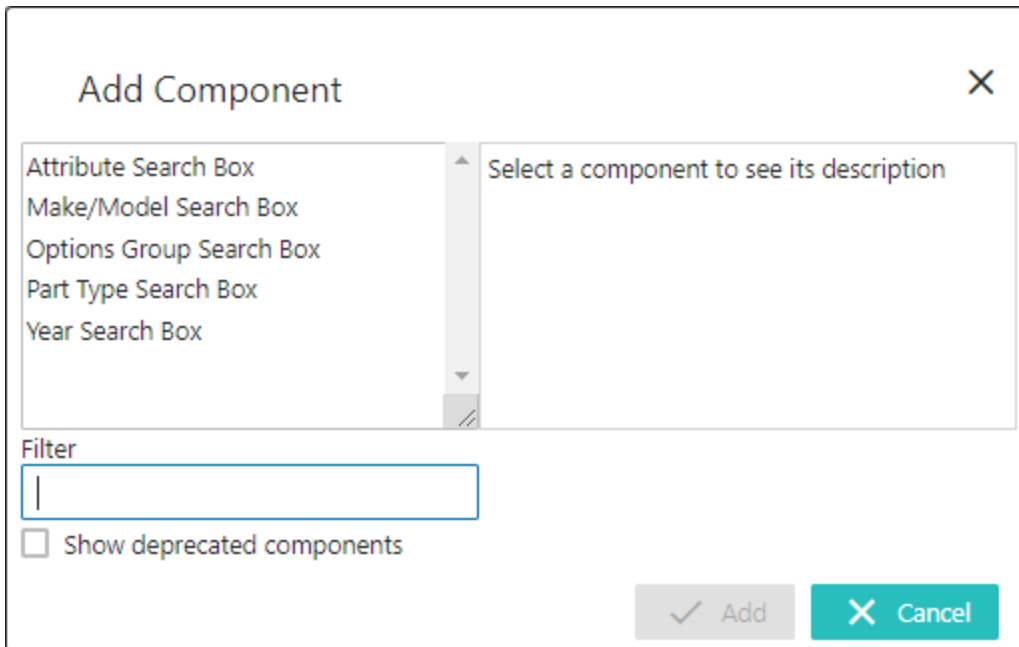 Add Component
Attribute Search Box
Make/Model Search Box
Options Group Search Box
Part Type Search Box
Year Search Box
Select a component to see its description
Filter
Show deprecated components
Add
Cancel